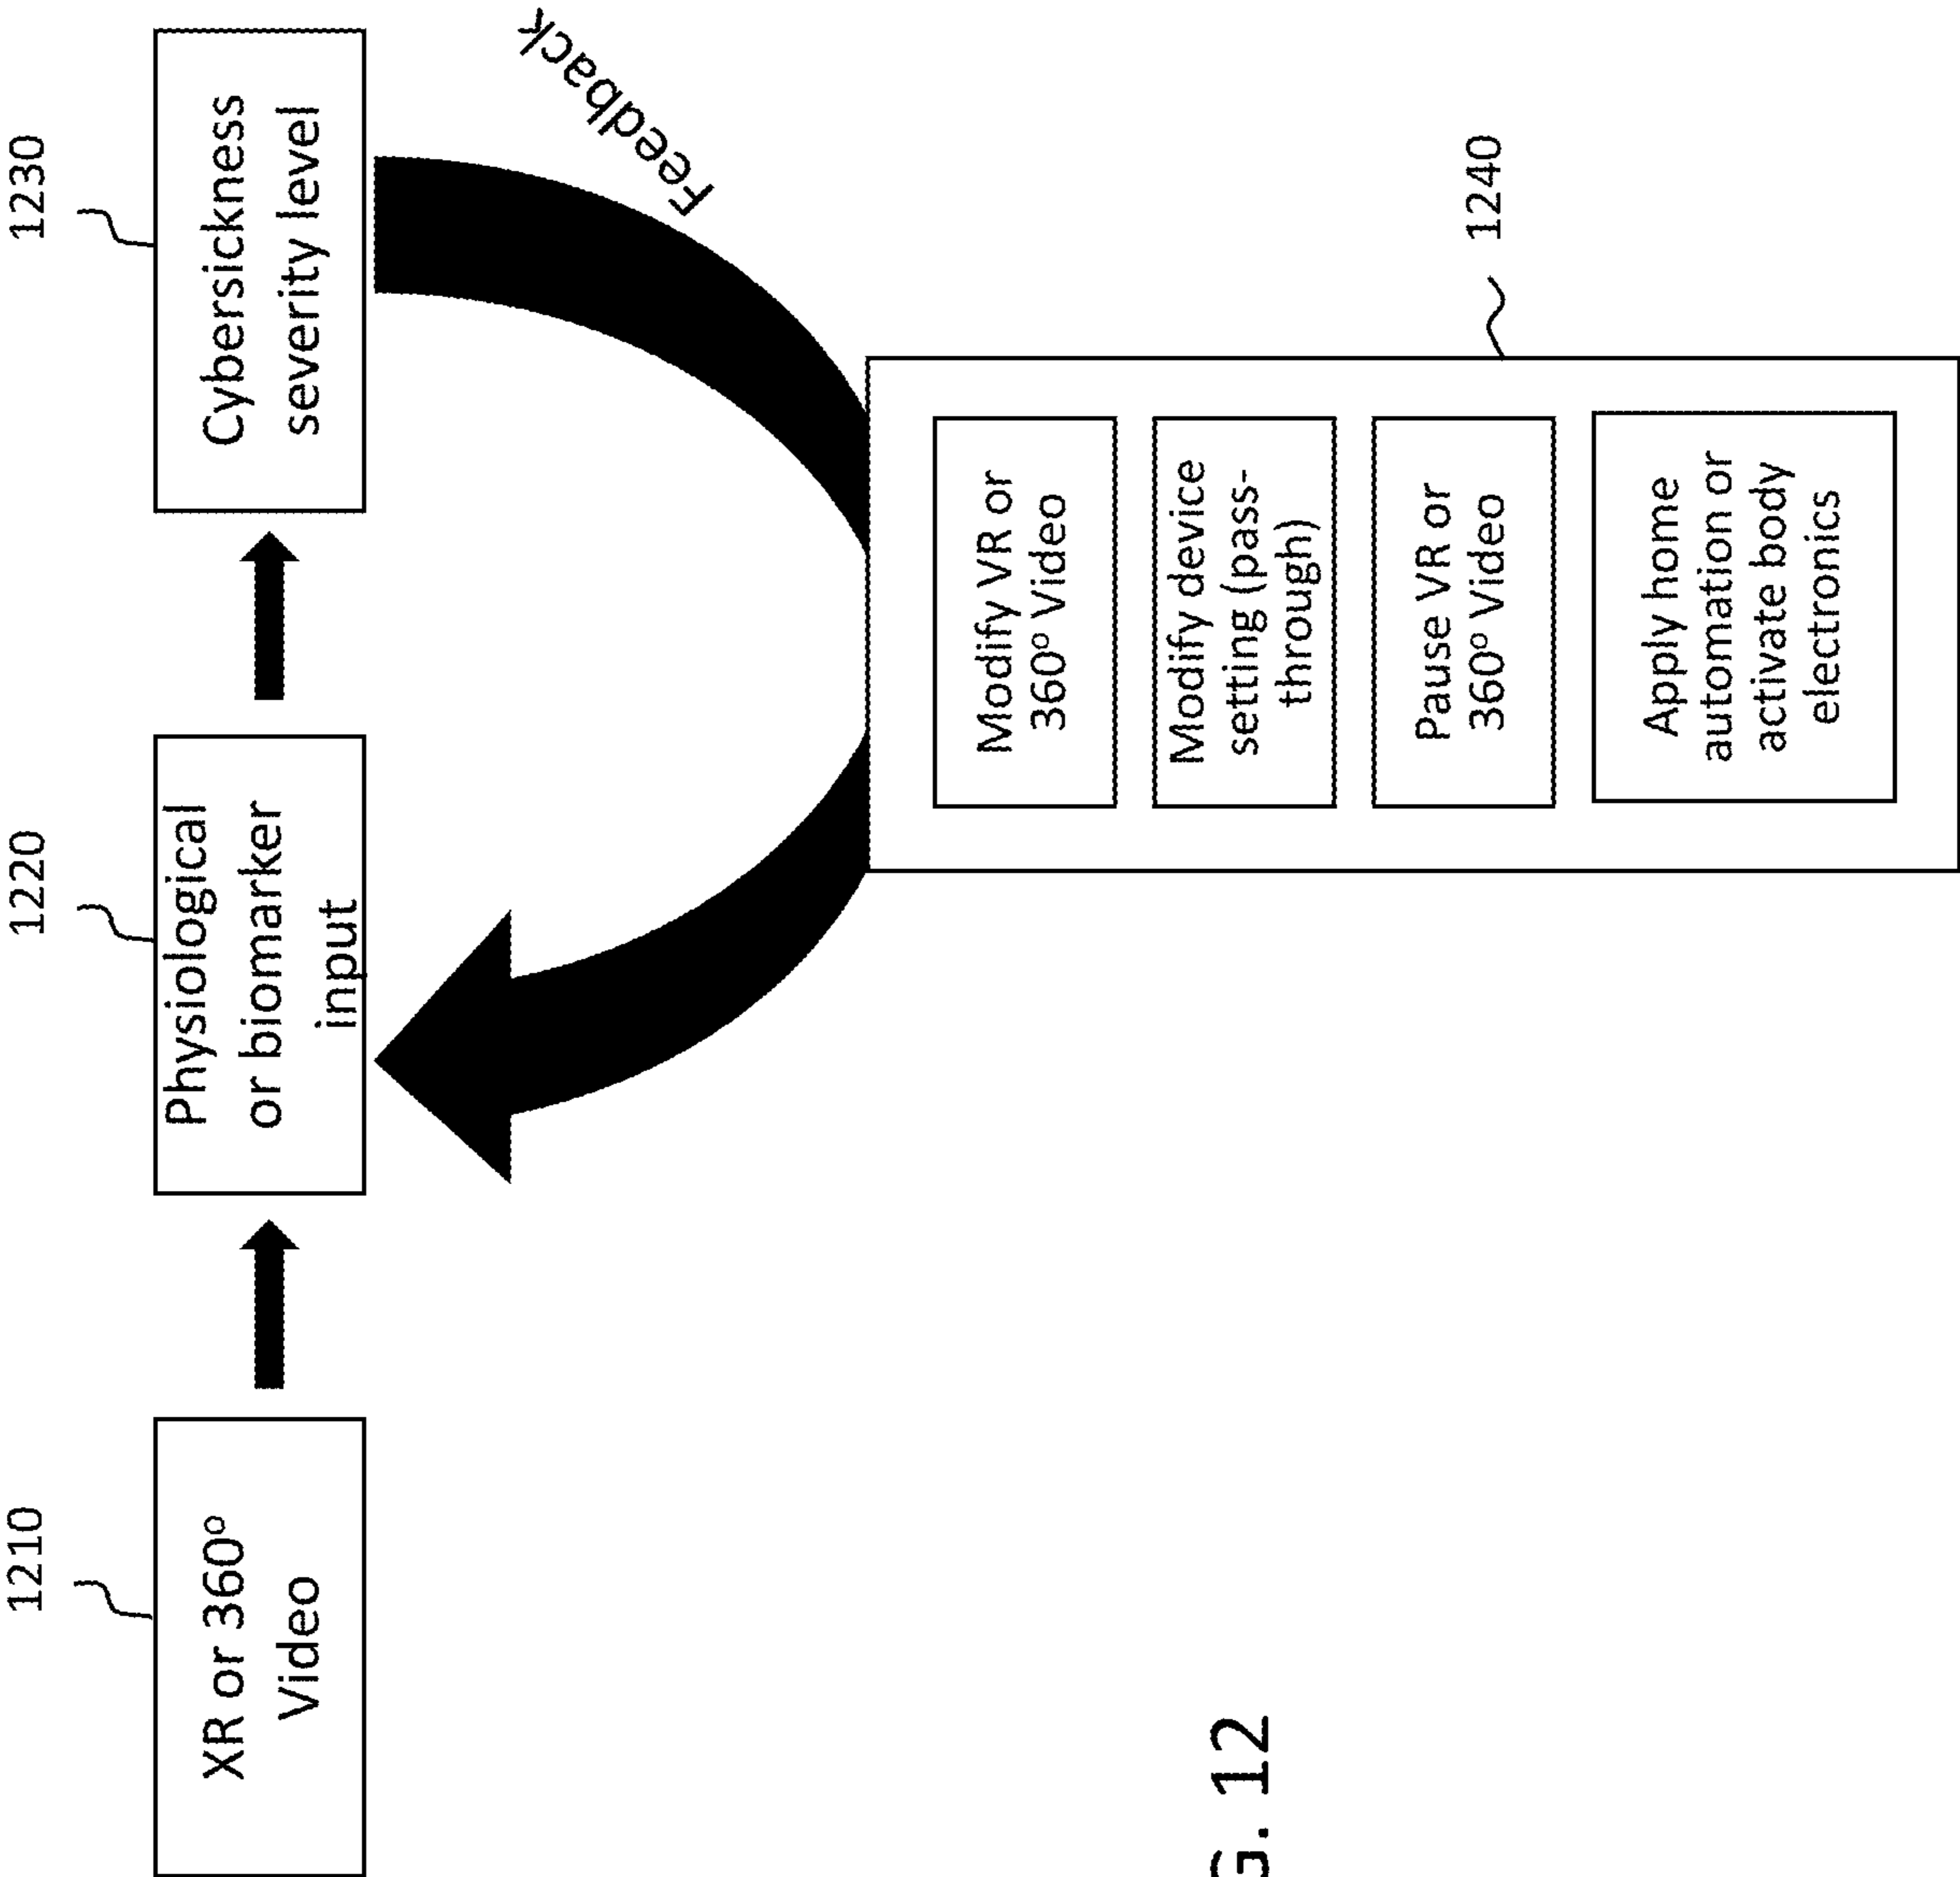 1210
XR or 360°
Video
1220
Physiological
or biomarker
input
1230
Cybersickness
severity level
Feedback
1240
Modify VR or
360° Video
Modify device
setting (pass-
through)
Pause VR or
360° Video
Apply home
automation or
activate body
electronics
G. 12